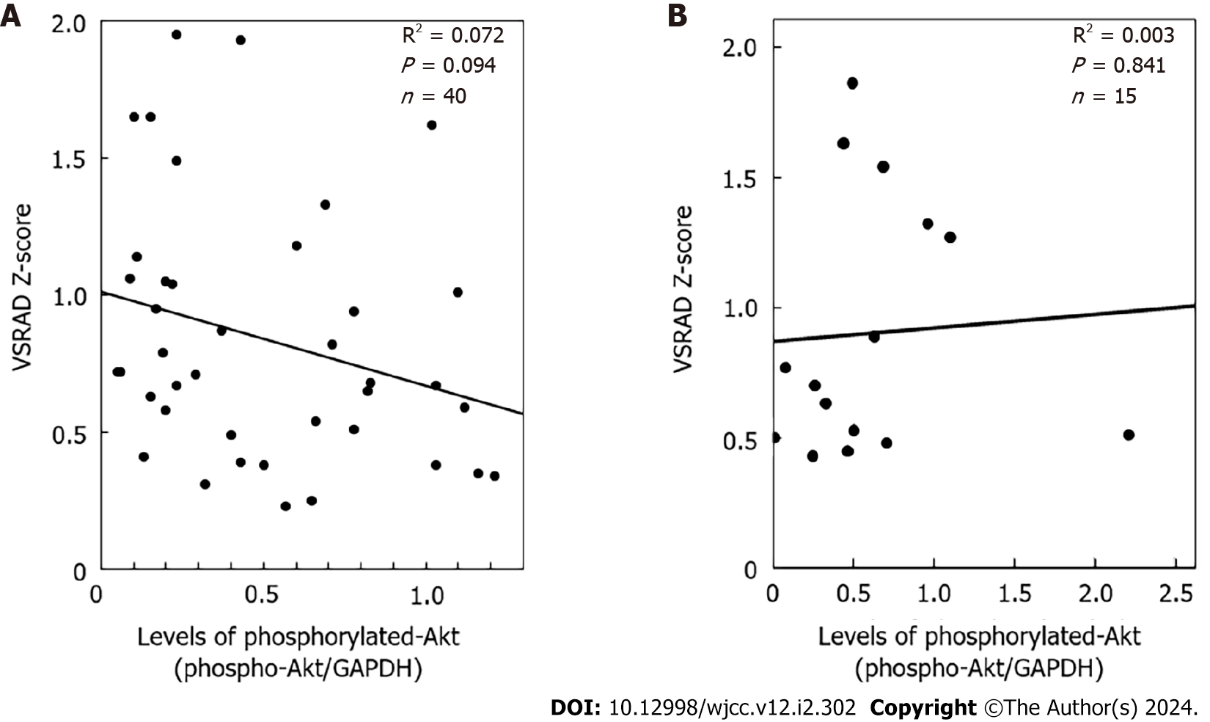 A
R² = 0.072
P = 0.094
n = 40
2.0
1.5
1.0
0.5
0
VSRAD Z-score
0
0.5
1.0
Levels of phosphorylated-Akt
(phospho-Akt/GAPDH)
B
R² = 0.003
P = 0.841
n = 15
2.0
1.5
1.0
0.5
0
VSRAD Z-score
0
0.5
1.0
1.5
2.0
2.5
Levels of phosphorylated-Akt
(phospho-Akt/GAPDH)
DOI: 10.12998/wjcc.v12.i2.302 Copyright ©The Author(s) 2024.